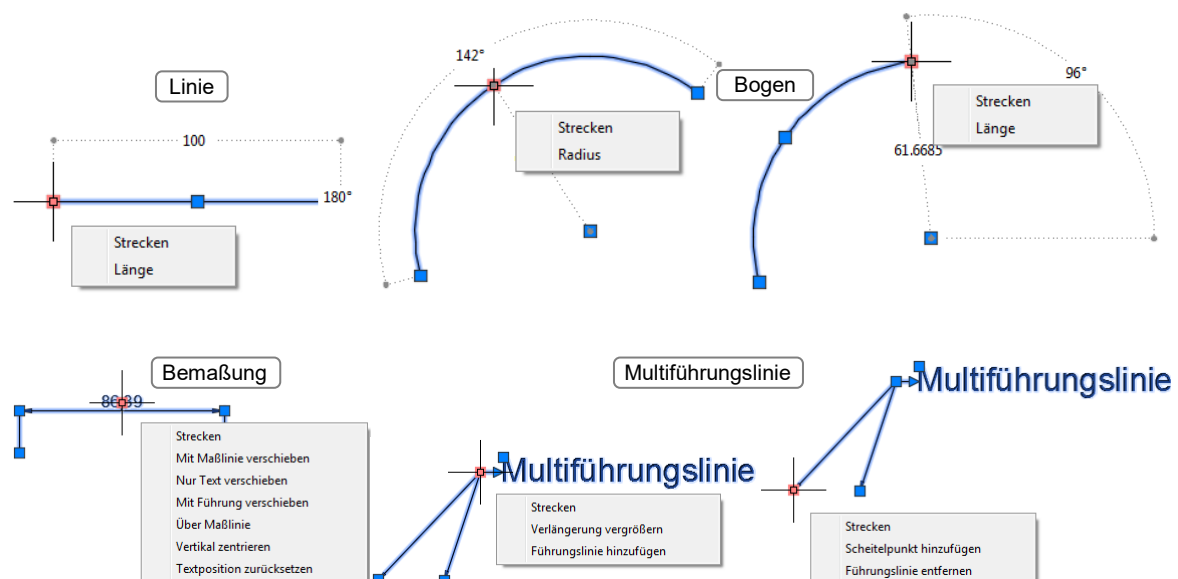 Linie
100
180°
Strecken
Länge
142°
Strecken
Radius
Bogen
96°
Strecken
Länge
61.6685
Bemaßung
Strecken
Mit Maßlinie verschieben
Nur Text verschieben
Mit Führung verschieben
Über Maßlinie
Vertikal zentrieren
Textposition zurücksetzen
Multiführungslinie
Multiführungslinie
Strecken
Verlängerung vergrößern
Führungslinie hinzufügen
Multiführungslinie
Strecken
Scheitelpunkt hinzufügen
Führungslinie entfernen